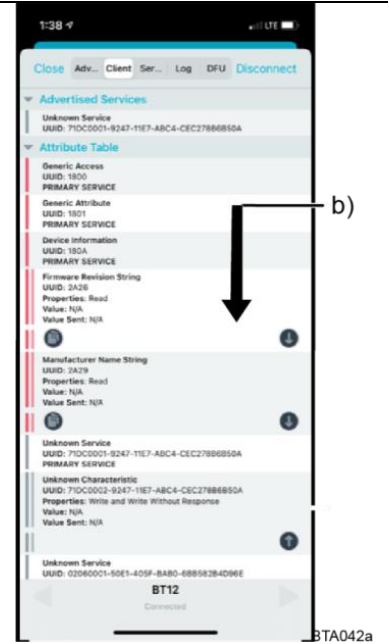 1:38
LTE
Close Adv... Client Ser... Log DFU Disconnect
Advertised Services
Unknown Service
UUID: 71DC0001-9247-11E7-ABC4-CEC278B6B50A
Attribute Table
Generic Access
UUID: 1800
PRIMARY SERVICE
Generic Attribute
UUID: 1801
PRIMARY SERVICE
b)
Device Information
UUID: 180A
PRIMARY SERVICE
Firmware Revision String
UUID: 2A26
Properties: Read
Value: N/A
Value Sent: N/A
Manufacturer Name String
UUID: 2A29
Properties: Read
Value: N/A
Value Sent: N/A
Unknown Service
UUID: 71DC0001-9247-11E7-ABC4-CEC278B6B50A
PRIMARY SERVICE
Unknown Characteristic
UUID: 71DC0002-9247-11E7-ABC4-CEC278B6B50A
Properties: Write and Write Without Response
Value: N/A
Value Sent: N/A
Unknown Service
UUID: 02060001-50E1-405F-BAB0-6BB582B4D96E
BT12
Connected
BTA042a